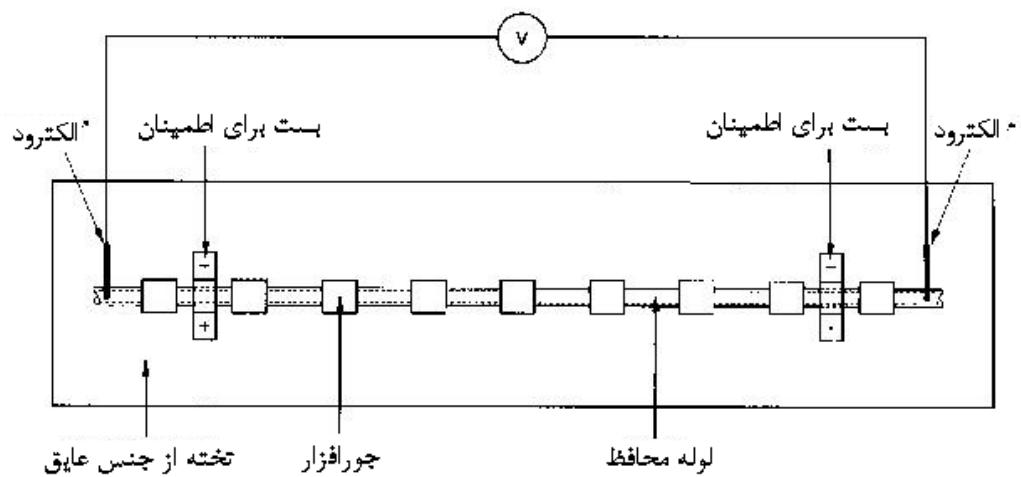 V
بست برای اطمینان
بست برای اطمینان
* الکترود
* الکترود
تخته از جنس عایق
جورافزار
لوله محافظ